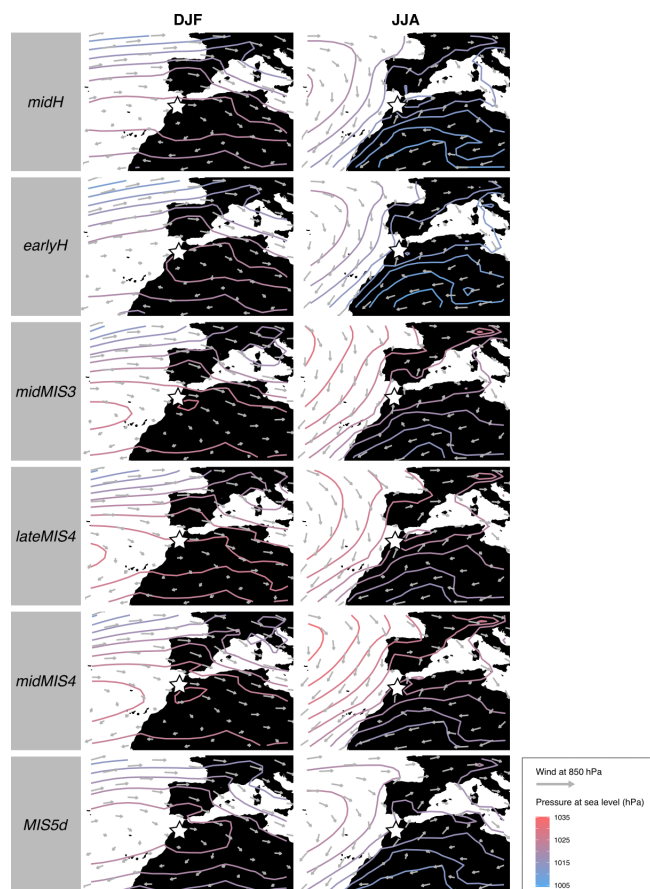 DJF JJA
midH
earlyH
midMIS3
lateMIS4
midMIS4
MIS5d
Wind at 850 hPa
Pressure at sea level (hPa)
1035
1025
1015
1005